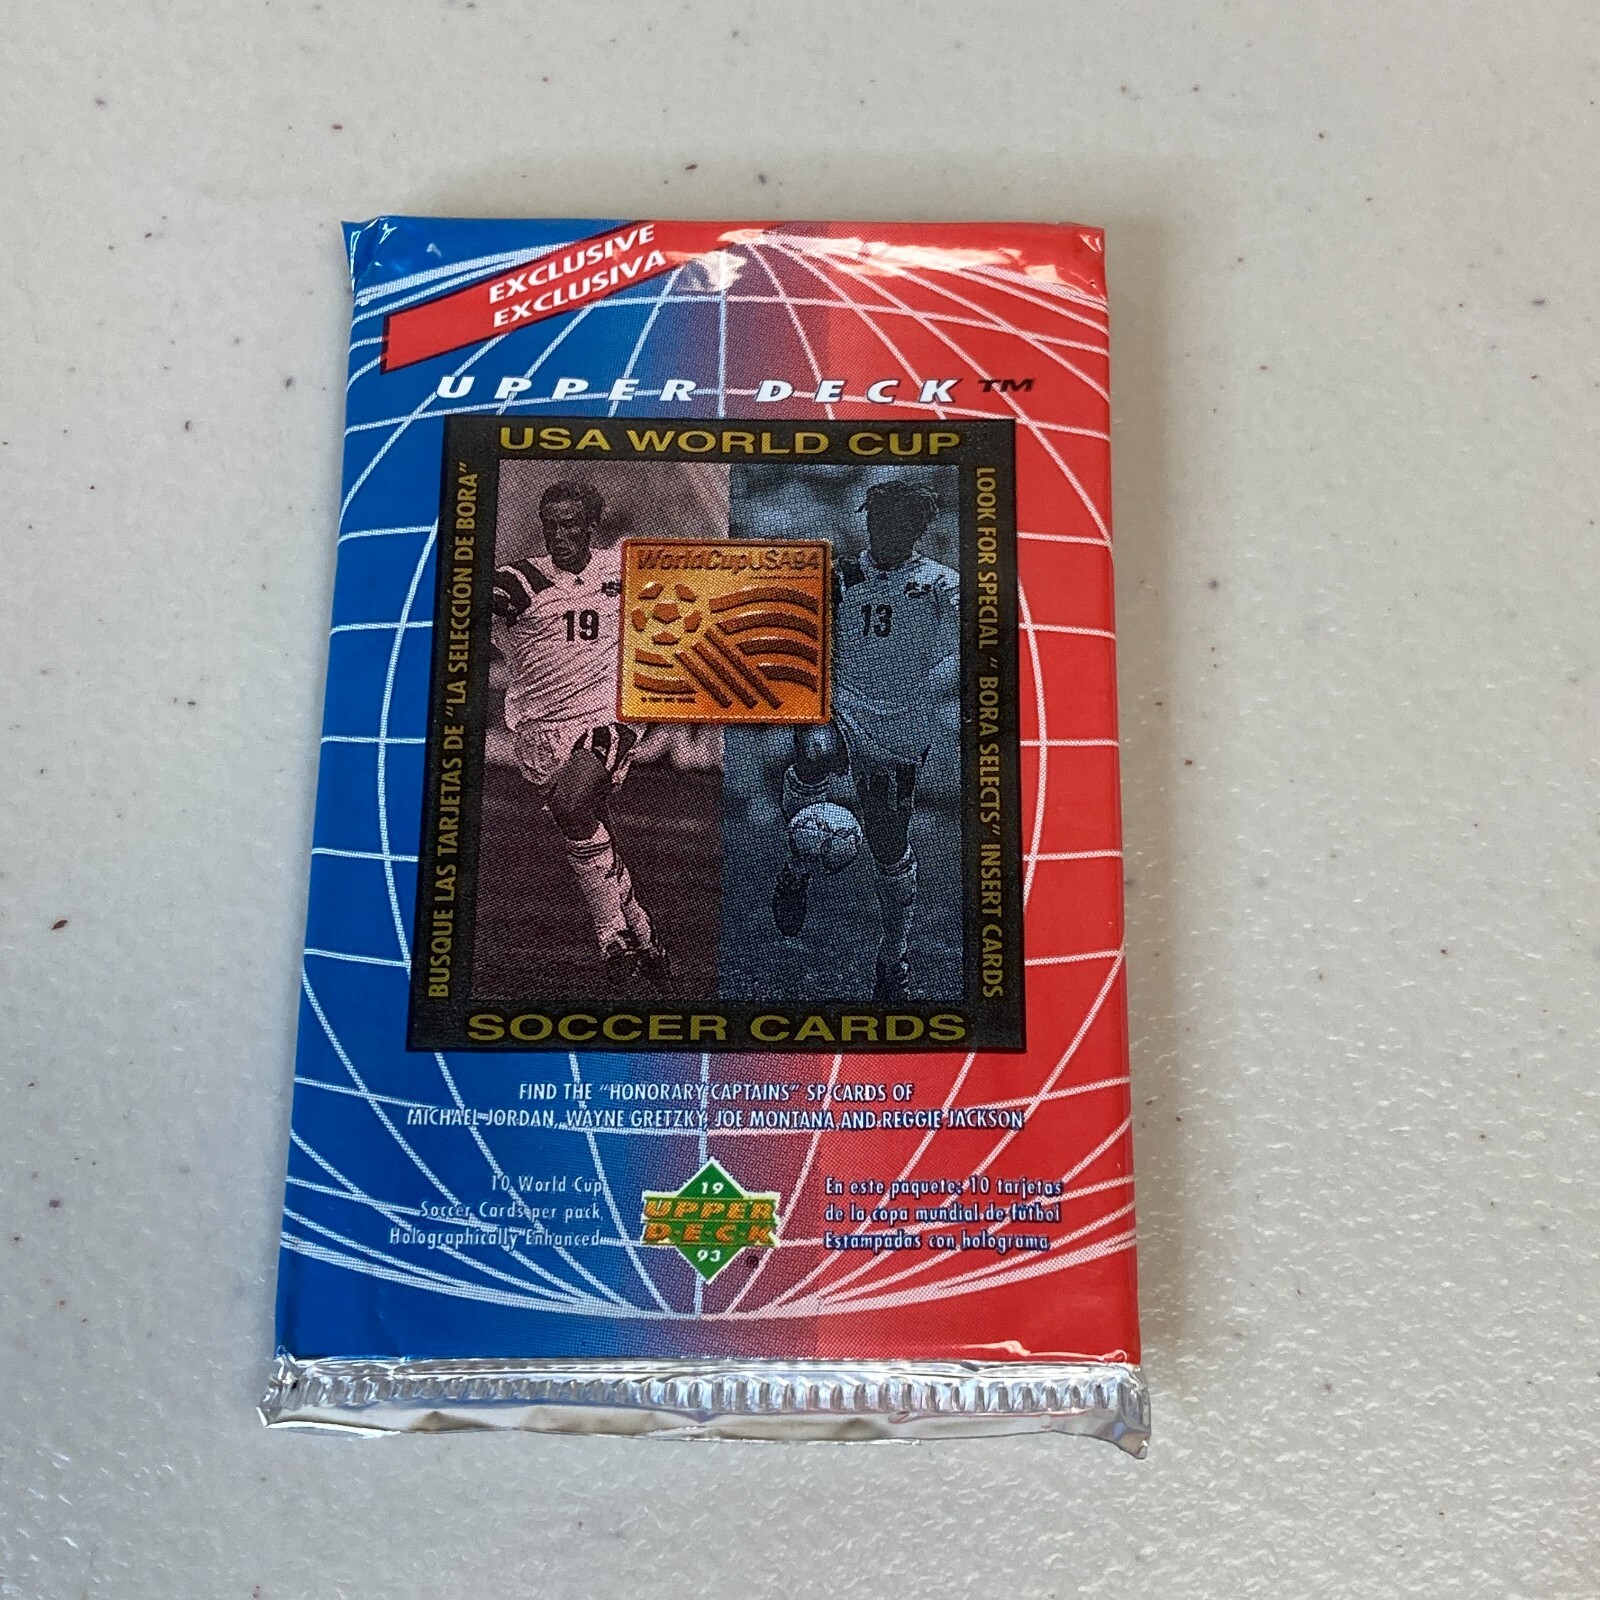 EXCLUSIVE
EXCLUSIVA
UPPER DECK™
USA WORLD CUP
BUSQUE LAS TARJETAS DE "LA SELECCIÓN DE BORA"
LOOK FOR SPECIAL "BORA SELECTS" INSERT CARDS
WorldCupUSA94
19
13
SOCCER CARDS
FIND THE "HONORARY CAPTAINS" SP CARDS OF
MICHAEL JORDAN, WAYNE GRETZKY, JOE MONTANA AND REGGIE JACKSON
10 World Cup
Soccer Cards per pack
Holographically Enhanced
19
UPPER
D·E·C·K
93
®
En este paquete: 10 tarjetas
de la copa mundial de fútbol
Estampadas con holograma